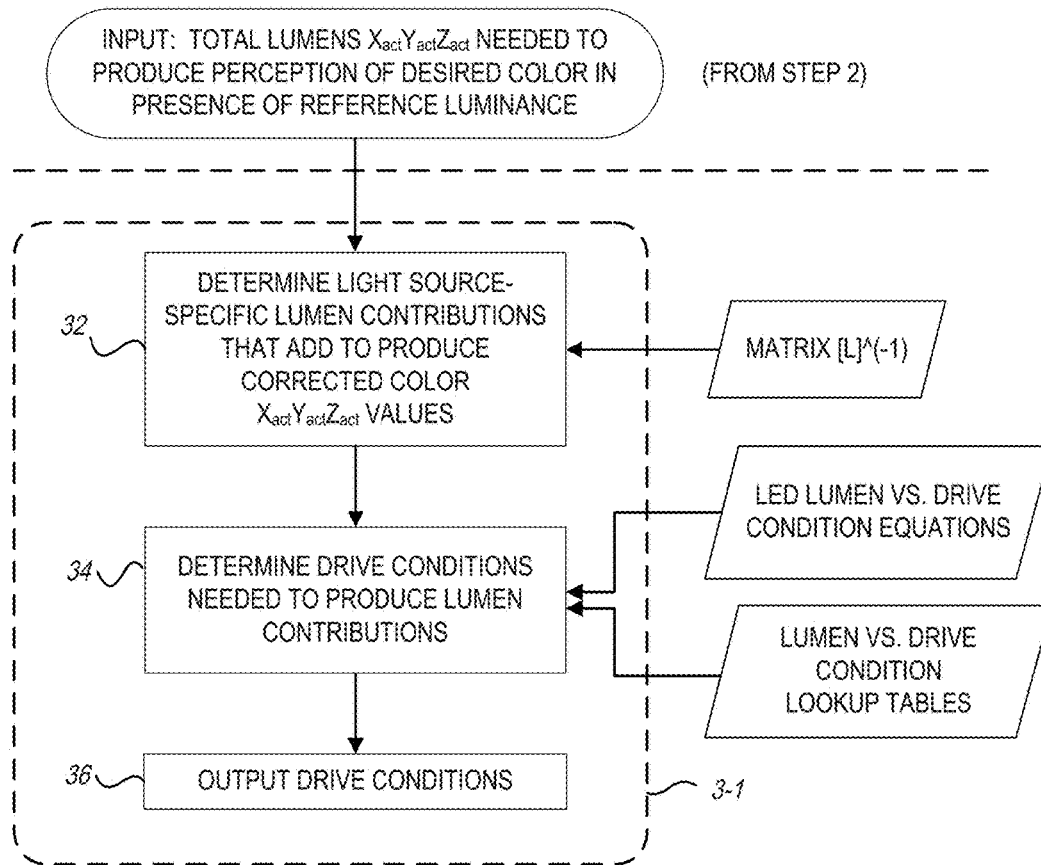 INPUT: TOTAL LUMENS XactYactZact NEEDED TO
PRODUCE PERCEPTION OF DESIRED COLOR IN
PRESENCE OF REFERENCE LUMINANCE
(FROM STEP 2)
32
DETERMINE LIGHT SOURCE-
SPECIFIC LUMEN CONTRIBUTIONS
THAT ADD TO PRODUCE
CORRECTED COLOR
XactYactZact VALUES
MATRIX [L]^(-1)
LED LUMEN VS. DRIVE
CONDITION EQUATIONS
34
DETERMINE DRIVE CONDITIONS
NEEDED TO PRODUCE LUMEN
CONTRIBUTIONS
LUMEN VS. DRIVE
CONDITION
LOOKUP TABLES
36
OUTPUT DRIVE CONDITIONS
3-1